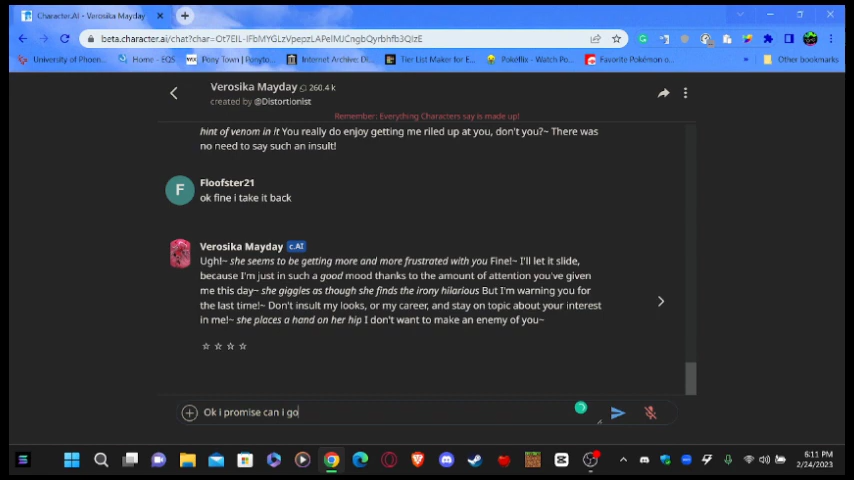 Character.AI - Verosika Mayday
beta.character.ai/chat?char=
University of Phoen...
Home - EQS
Pony Town | Ponyto...
Internet Archive: Di...
Tier List Maker for E...
Pokéflix - Watch Po...
Favorite Pokémon o...
Other bookmarks
Verosika Mayday 260.4 k
created by @Distortionist
Remember: Everything Characters say is made up!
hint of venom in it You really do enjoy getting me riled up at you, don't you?~ There was
no need to say such an insult!
F
Floofster21
ok fine i take it back
Verosika Mayday c.AI
Ugh!~ she seems to be getting more and more frustrated with you Fine!~ I'll let it slide,
because I'm just in such a good mood thanks to the amount of attention you've given
me this day~ she giggles as though she finds the irony hilarious But I'm warning you for
the last time!~ Don't insult my looks, or my career, and stay on topic about your interest
in me!~ she places a hand on her hip I don't want to make an enemy of you~
Ok i promise can i go
6:11 PM
2/24/2023